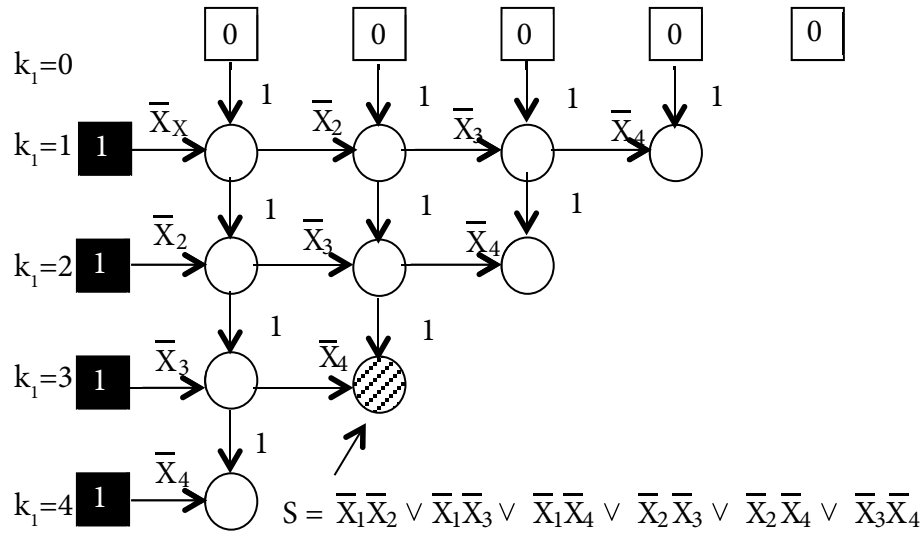 0 0 0 0 0
k₁=0
1 1 1 1
k₁=1 1 X̅X X̅2 X̅3 X̅4
1 1 1
k₁=2 1 X̅2 X̅3 X̅4
1 1
k₁=3 1 X̅3 X̅4
1
k₁=4 1 X̅4
S = X̅1X̅2 ∨ X̅1X̅3 ∨ X̅1X̅4 ∨ X̅2X̅3 ∨ X̅2X̅4 ∨ X̅3X̅4